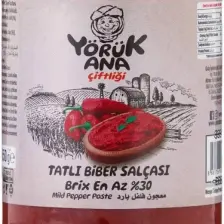 YÖRÜK
ANA
çiftliği
TATLI BİBER SALÇASI
Brix En Az %30
Mild Pepper Paste معجون فلفل بارد